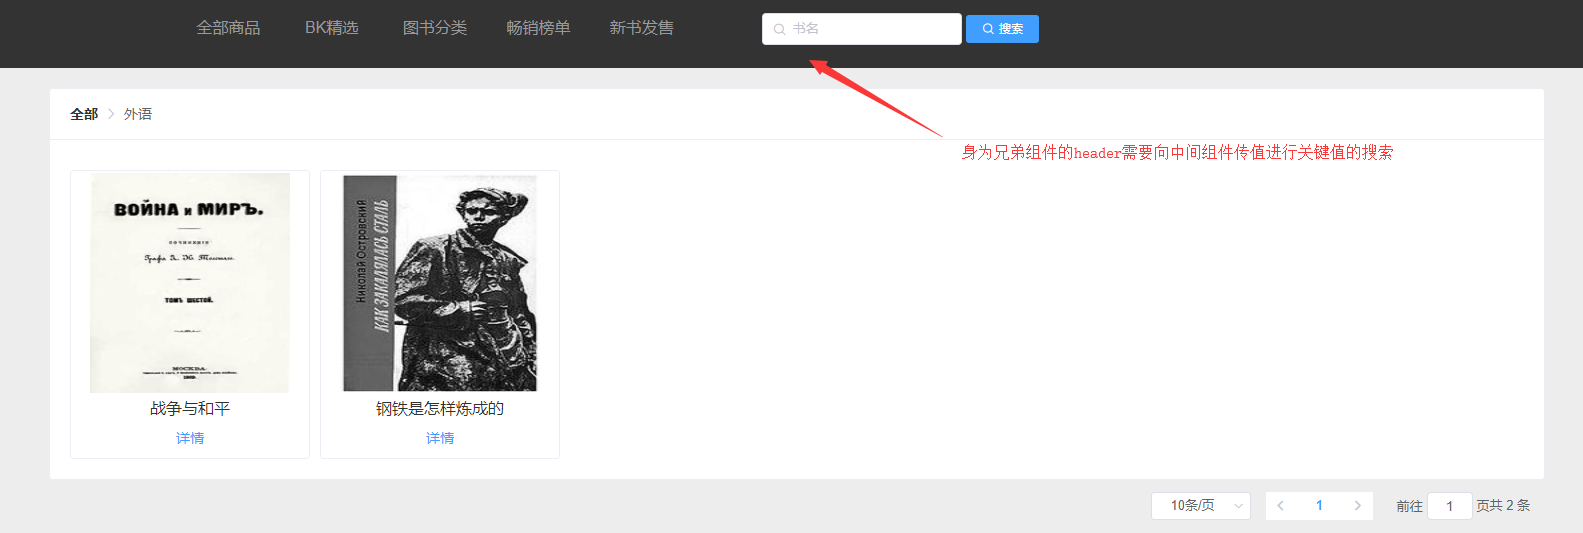 全部商品 BK精选 图书分类 畅销榜单 新书发售 书名 搜索
全部 外语
身为兄弟组件的header需要向中间组件传值进行关键值的搜索
ВОЙНА и МИРЪ.
СОЧИНЕНІЕ
Графа Л. Н. Толстаго.
ТОМЪ ШЕСТОЙ.
МОСКВА.
Николай Островский
КАК ЗАКАЛЯЛАСЬ СТАЛЬ
战争与和平 钢铁是怎样炼成的
详情 详情
10条/页 1 前往 1 页共 2 条